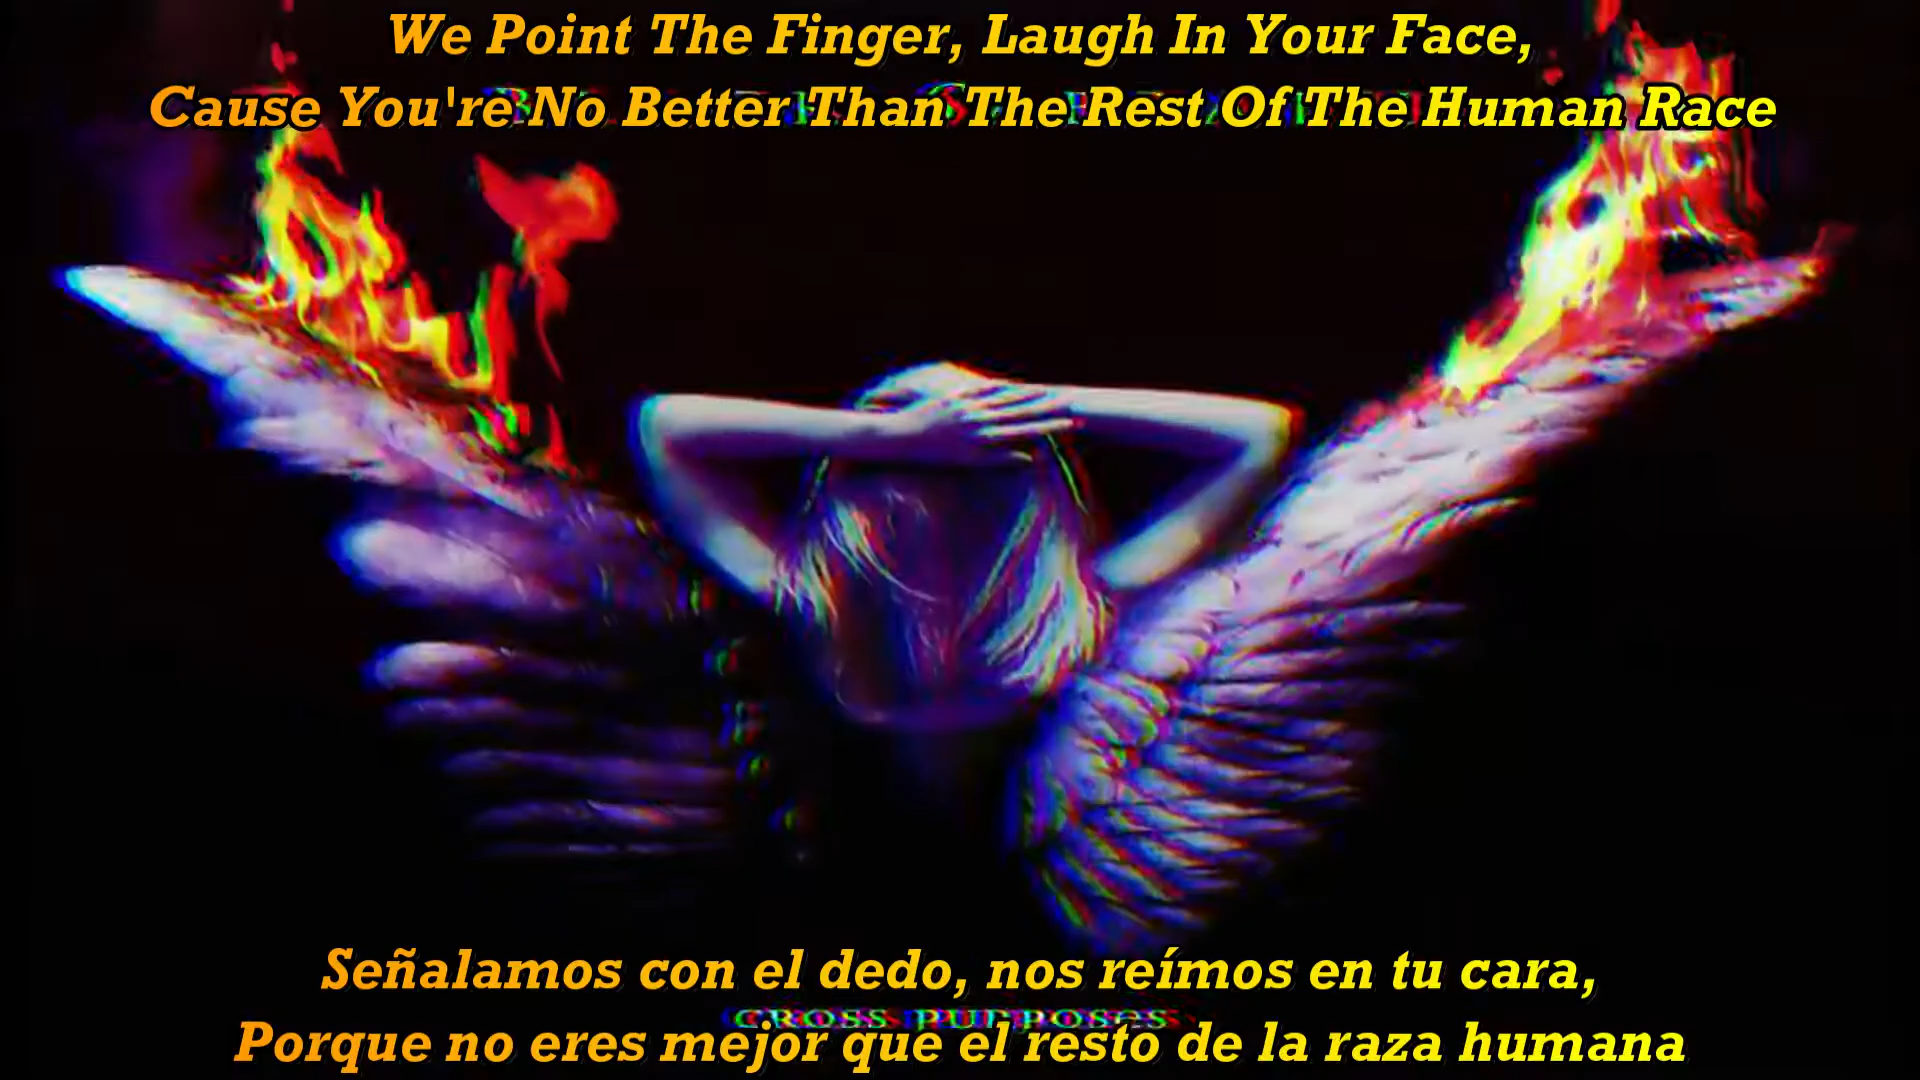 We Point The Finger, Laugh In Your Face,
Cause You're No Better Than The Rest Of The Human Race
Señalamos con el dedo, nos reímos en tu cara,
CROSS PURPOSES
Porque no eres mejor que el resto de la raza humana